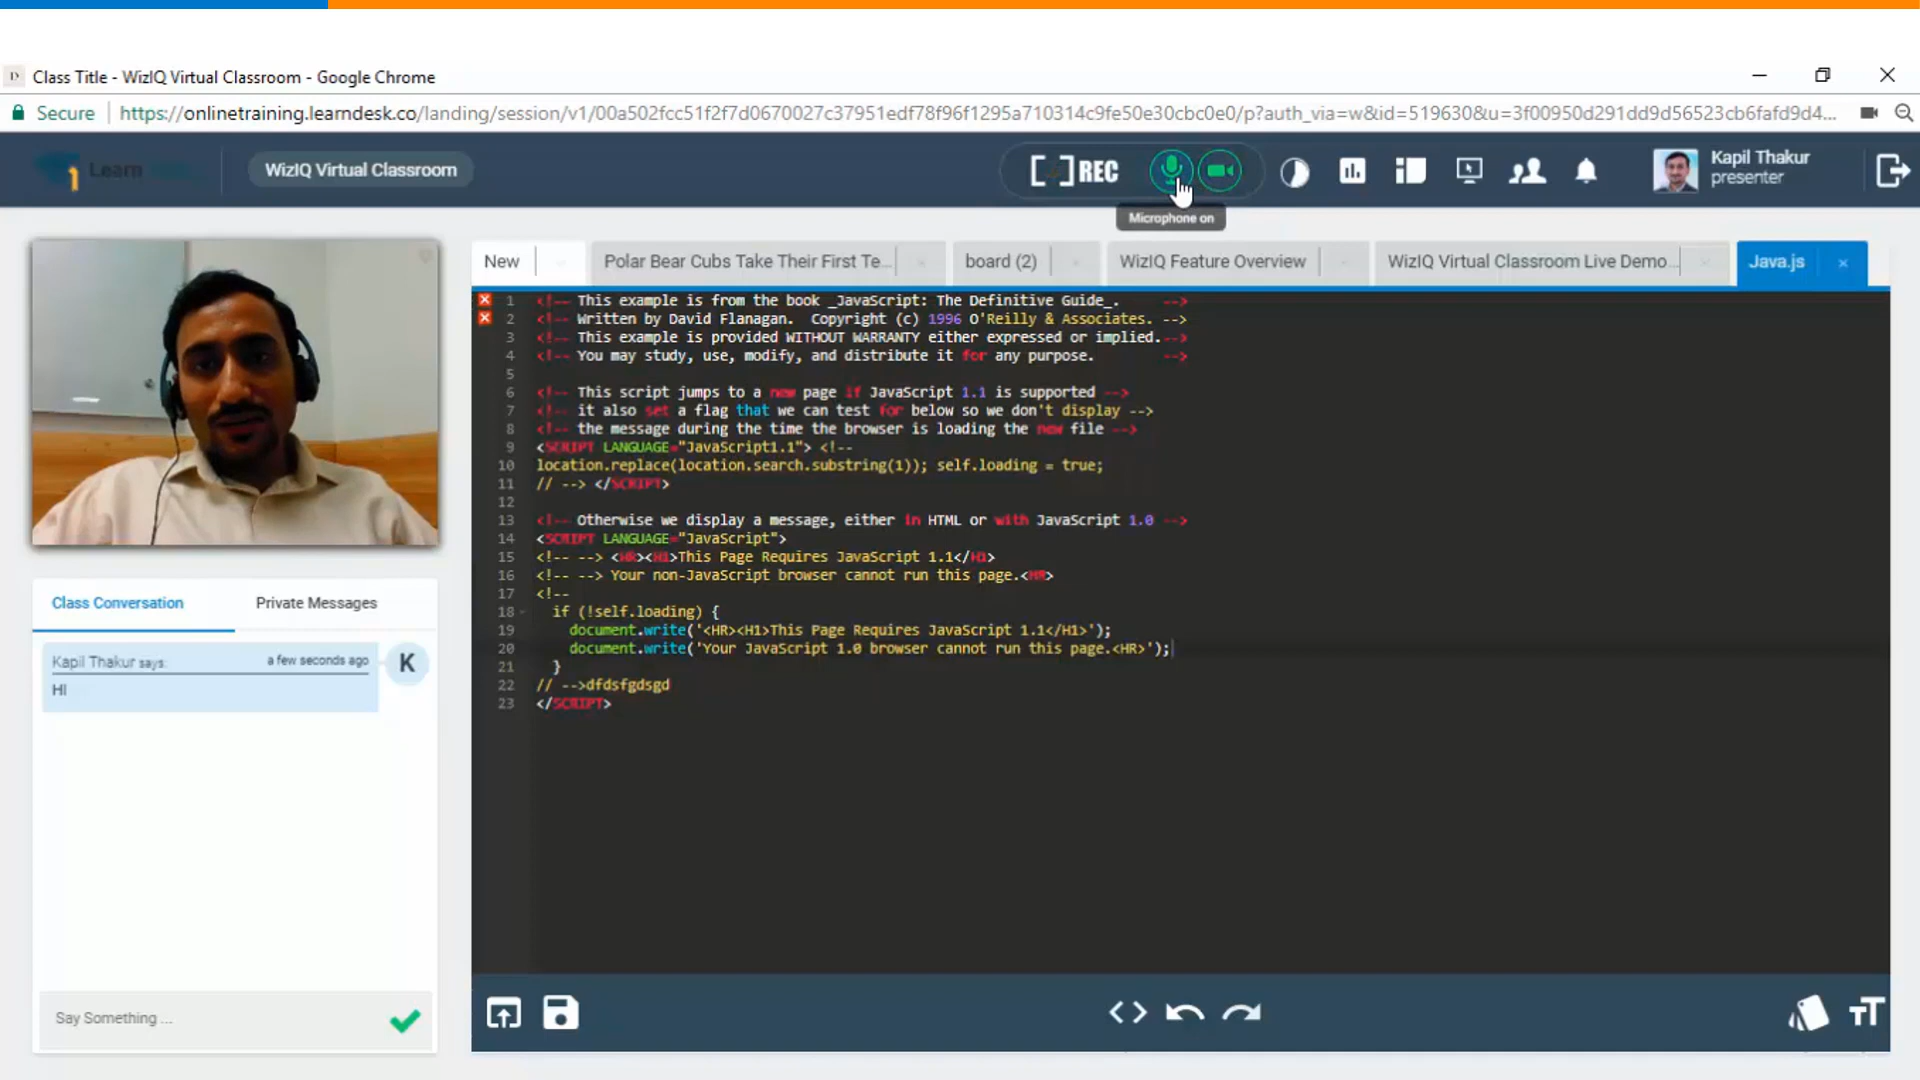 Class Title - WizIQ Virtual Classroom - Google Chrome
Secure https://onlinetraining.learndesk.co/landing/session/v1/00a502fcc51f2f7d0670027c37951edf78f96f1295a710314c9fe50e30cbc0e0/p?auth_via=w&id=519630&u=3f00950d291dd9d56523cb6fafd9d4...
Learn
WizIQ Virtual Classroom
REC
Kapil Thakur
presenter
Microphone on
New
Polar Bear Cubs Take Their First Te...
board (2)
WizIQ Feature Overview
WizIQ Virtual Classroom Live Demo...
Java.js
1 <!-- This example is from the book _JavaScript: The Definitive Guide_. -->
2 <!-- Written by David Flanagan. Copyright (c) 1996 O'Reilly & Associates. -->
3 <!-- This example is provided WITHOUT WARRANTY either expressed or implied.-->
4 <!-- You may study, use, modify, and distribute it for any purpose. -->
5
6 <!-- This script jumps to a new page if JavaScript 1.1 is supported -->
7 <!-- it also set a flag that we can test for below so we don't display -->
8 <!-- the message during the time the browser is loading the new file -->
9 <SCRIPT LANGUAGE="JavaScript1.1"> <!--
10 location.replace(location.search.substring(1)); self.loading = true;
11 // --> </SCRIPT>
12
13 <!-- Otherwise we display a message, either in HTML or with JavaScript 1.0 -->
14 <SCRIPT LANGUAGE="JavaScript">
15 <!-- --> <HR><H1>This Page Requires JavaScript 1.1</H1>
16 <!-- --> Your non-JavaScript browser cannot run this page.<HR>
17 <!--
18 if (!self.loading) {
19 document.write('<HR><H1>This Page Requires JavaScript 1.1</H1>');
20 document.write('Your JavaScript 1.0 browser cannot run this page.<HR>');
21 }
22 // -->dfdsfgdsgd
23 </SCRIPT>
Class Conversation
Private Messages
Kapil Thakur says: a few seconds ago
K
HI
Say Something ...